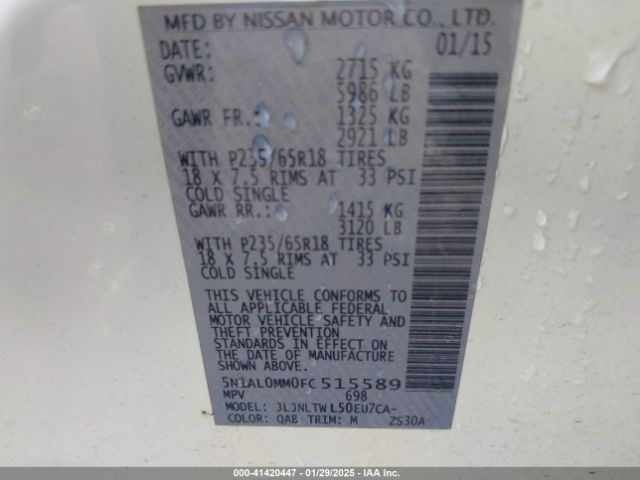 MFD BY NISSAN MOTOR CO., LTD.
DATE: 01/15
GVWR: 2715 KG
5986 LB
GAWR FR.: 1325 KG
2921 LB
WITH P235/65R18 TIRES
18 X 7.5 RIMS AT 33 PSI
COLD SINGLE
GAWR RR.: 1415 KG
3120 LB
WITH P235/65R18 TIRES
18 X 7.5 RIMS AT 33 PSI
COLD SINGLE
THIS VEHICLE CONFORMS TO
ALL APPLICABLE FEDERAL
MOTOR VEHICLE SAFETY AND
THEFT PREVENTION
STANDARDS IN EFFECT ON
THE DATE OF MANUFACTURE
SHOWN ABOVE.
5N1AL0MM0FC515589
MPV 698
MODEL: JLJNLTWL50EU7CA-
COLOR: QAB TRIM: M 2S30A
000-41420447 - 01/29/2025 - IAAI.com